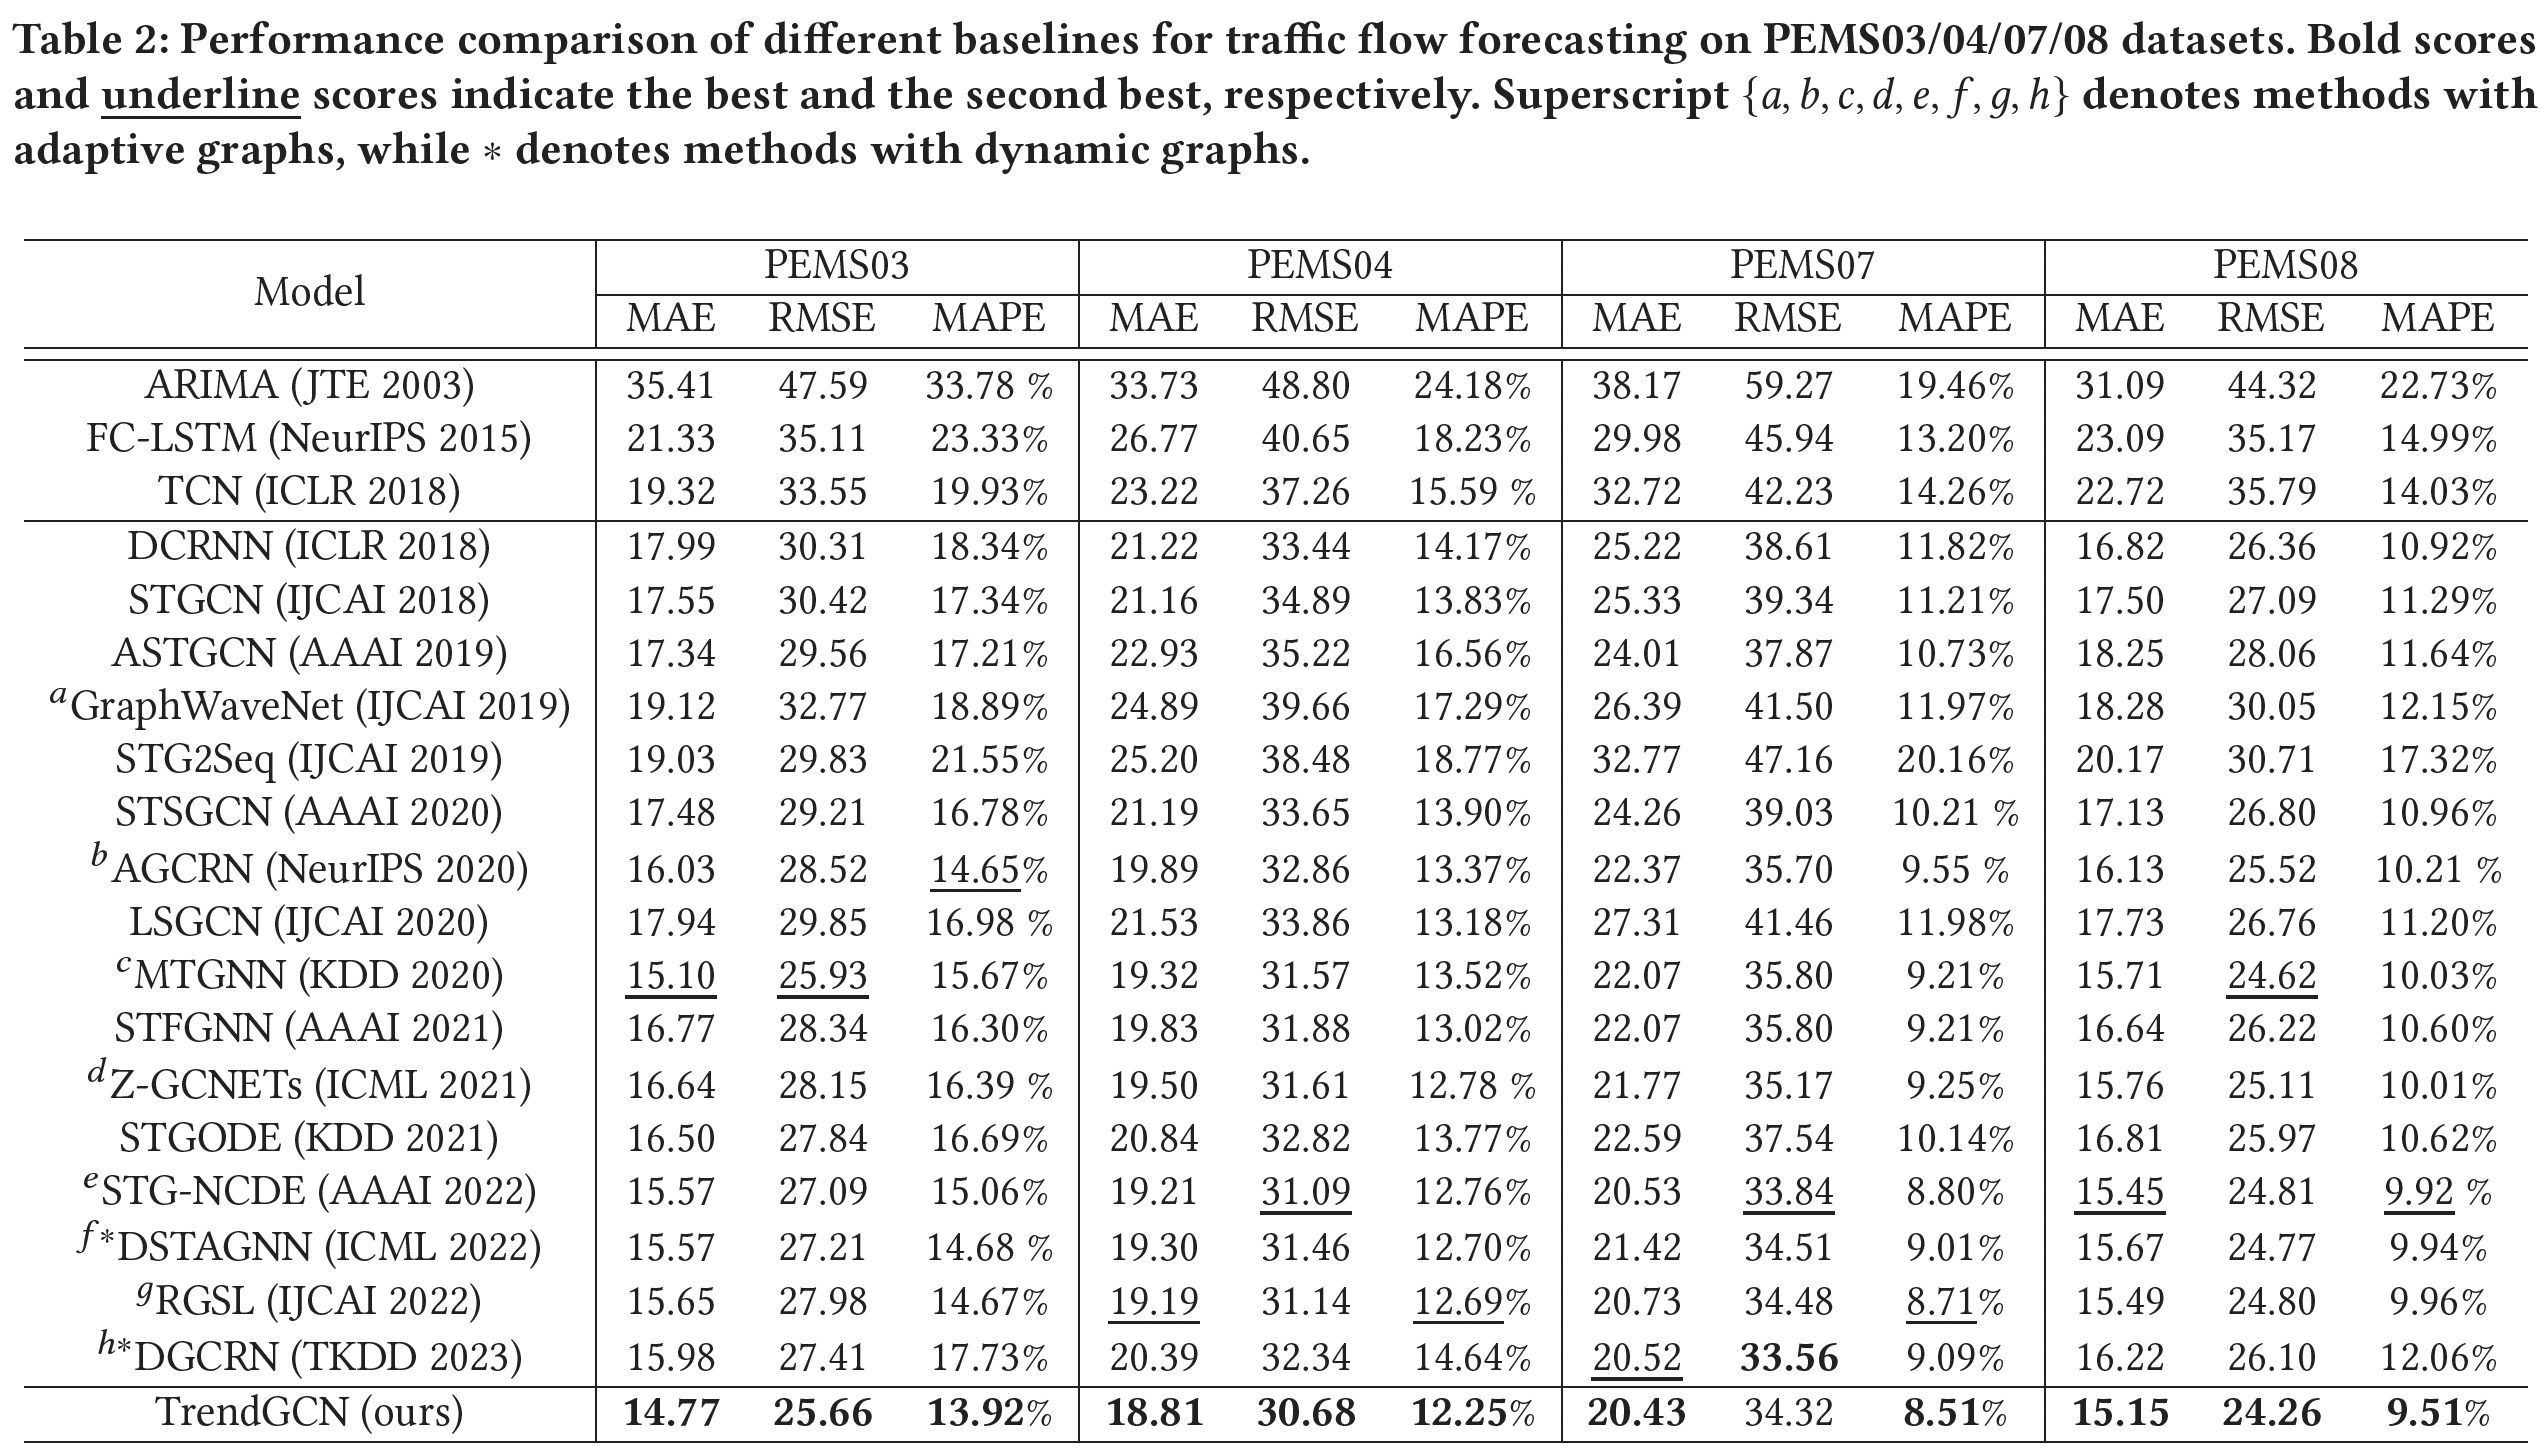 Table 2: Performance comparison of different baselines for traffic flow forecasting on PEMS03/04/07/08 datasets. Bold scores
and underline scores indicate the best and the second best, respectively. Superscript {a, b, c, d, e, f, g, h} denotes methods with
adaptive graphs, while * denotes methods with dynamic graphs.
Model PEMS03 PEMS04 PEMS07 PEMS08
MAE RMSE MAPE MAE RMSE MAPE MAE RMSE MAPE MAE RMSE MAPE
ARIMA (JTE 2003) 35.41 47.59 33.78 % 33.73 48.80 24.18% 38.17 59.27 19.46% 31.09 44.32 22.73%
FC-LSTM (NeurIPS 2015) 21.33 35.11 23.33% 26.77 40.65 18.23% 29.98 45.94 13.20% 23.09 35.17 14.99%
TCN (ICLR 2018) 19.32 33.55 19.93% 23.22 37.26 15.59 % 32.72 42.23 14.26% 22.72 35.79 14.03%
DCRNN (ICLR 2018) 17.99 30.31 18.34% 21.22 33.44 14.17% 25.22 38.61 11.82% 16.82 26.36 10.92%
STGCN (IJCAI 2018) 17.55 30.42 17.34% 21.16 34.89 13.83% 25.33 39.34 11.21% 17.50 27.09 11.29%
ASTGCN (AAAI 2019) 17.34 29.56 17.21% 22.93 35.22 16.56% 24.01 37.87 10.73% 18.25 28.06 11.64%
aGraphWaveNet (IJCAI 2019) 19.12 32.77 18.89% 24.89 39.66 17.29% 26.39 41.50 11.97% 18.28 30.05 12.15%
STG2Seq (IJCAI 2019) 19.03 29.83 21.55% 25.20 38.48 18.77% 32.77 47.16 20.16% 20.17 30.71 17.32%
STSGCN (AAAI 2020) 17.48 29.21 16.78% 21.19 33.65 13.90% 24.26 39.03 10.21 % 17.13 26.80 10.96%
bAGCRN (NeurIPS 2020) 16.03 28.52 14.65% 19.89 32.86 13.37% 22.37 35.70 9.55 % 16.13 25.52 10.21 %
LSGCN (IJCAI 2020) 17.94 29.85 16.98 % 21.53 33.86 13.18% 27.31 41.46 11.98% 17.73 26.76 11.20%
cMTGNN (KDD 2020) 15.10 25.93 15.67% 19.32 31.57 13.52% 22.07 35.80 9.21% 15.71 24.62 10.03%
STFGNN (AAAI 2021) 16.77 28.34 16.30% 19.83 31.88 13.02% 22.07 35.80 9.21% 16.64 26.22 10.60%
dZ-GCNETs (ICML 2021) 16.64 28.15 16.39 % 19.50 31.61 12.78 % 21.77 35.17 9.25% 15.76 25.11 10.01%
STGODE (KDD 2021) 16.50 27.84 16.69% 20.84 32.82 13.77% 22.59 37.54 10.14% 16.81 25.97 10.62%
eSTG-NCDE (AAAI 2022) 15.57 27.09 15.06% 19.21 31.09 12.76% 20.53 33.84 8.80% 15.45 24.81 9.92 %
f*DSTAGNN (ICML 2022) 15.57 27.21 14.68 % 19.30 31.46 12.70% 21.42 34.51 9.01% 15.67 24.77 9.94%
gRGSL (IJCAI 2022) 15.65 27.98 14.67% 19.19 31.14 12.69% 20.73 34.48 8.71% 15.49 24.80 9.96%
h*DGCRN (TKDD 2023) 15.98 27.41 17.73% 20.39 32.34 14.64% 20.52 33.56 9.09% 16.22 26.10 12.06%
TrendGCN (ours) 14.77 25.66 13.92% 18.81 30.68 12.25% 20.43 34.32 8.51% 15.15 24.26 9.51%